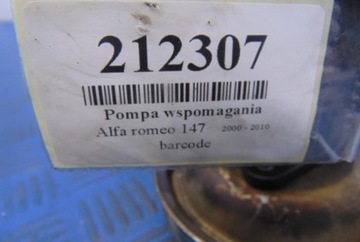 212307
Pompa wspomagania
Alfa romeo 147 2000 - 2010
barcode